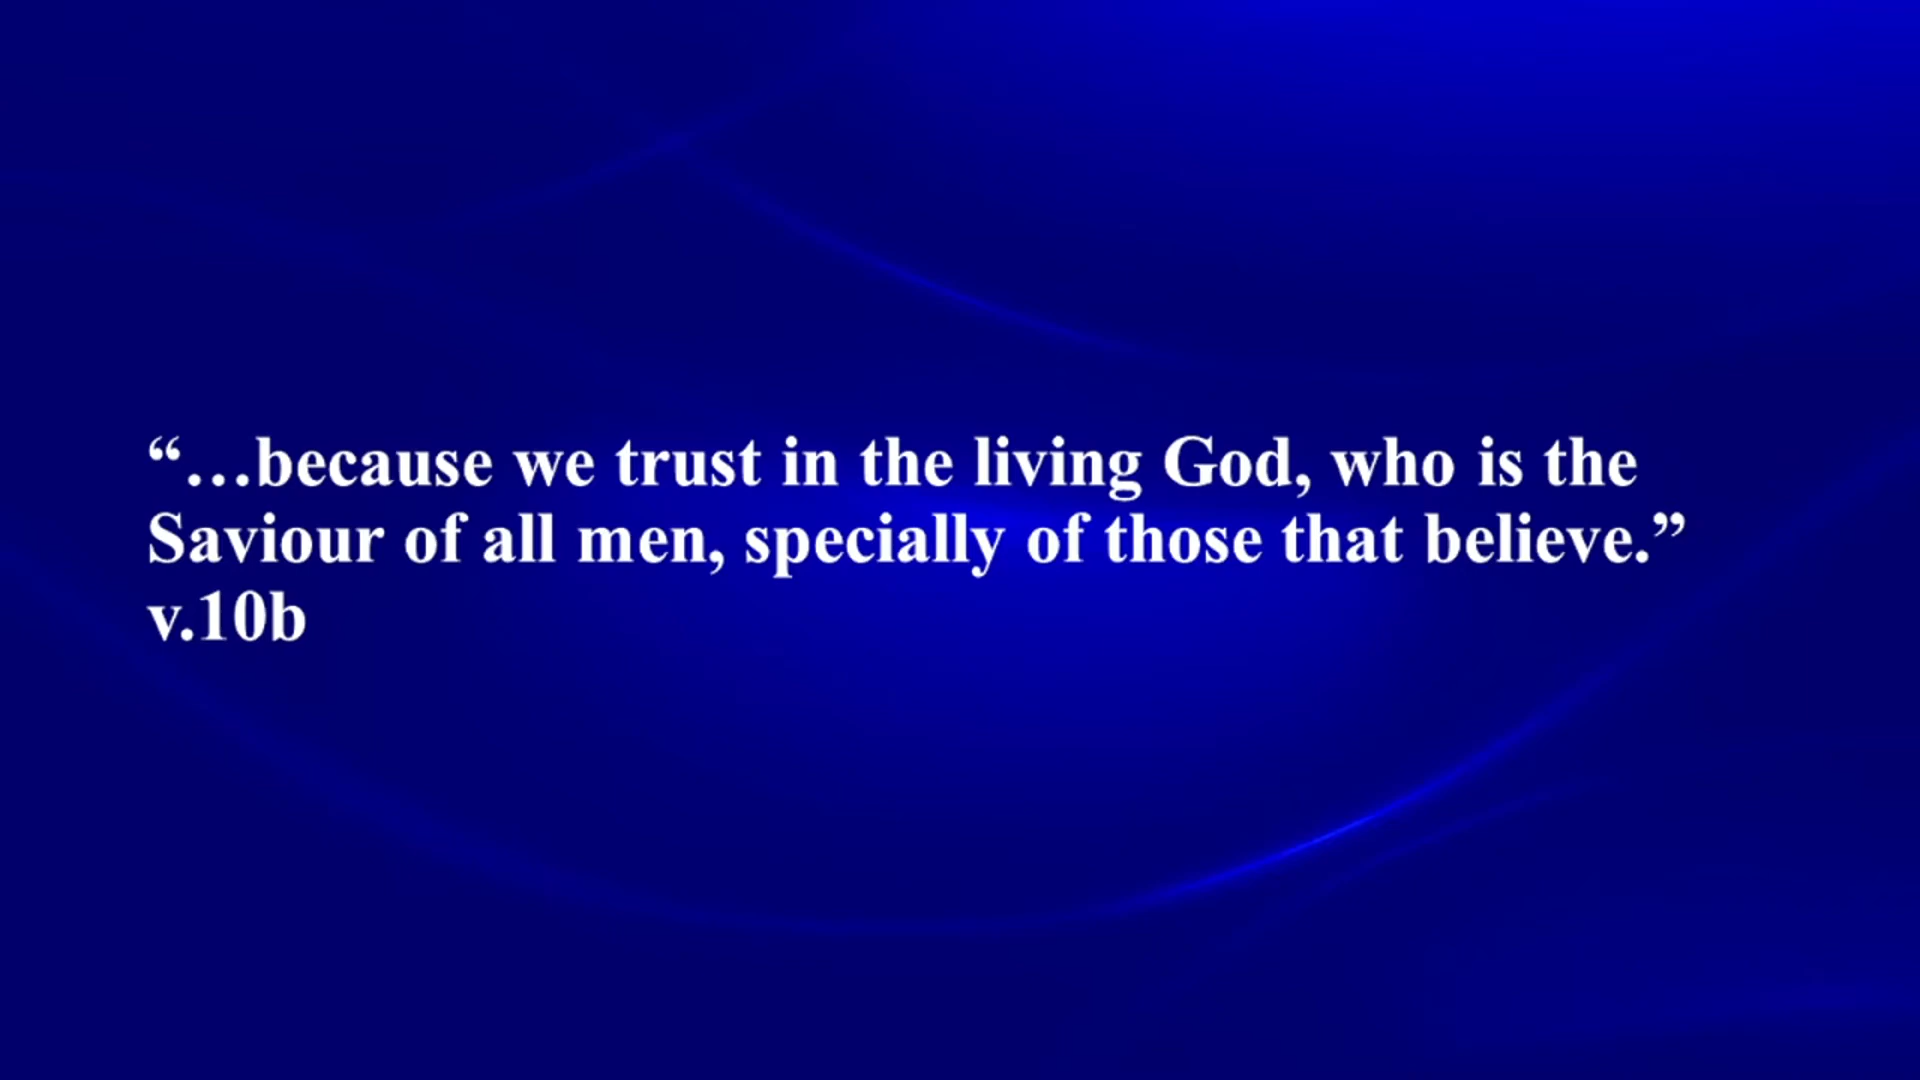 “…because we trust in the living God, who is the
Saviour of all men, specially of those that believe.”
v.10b